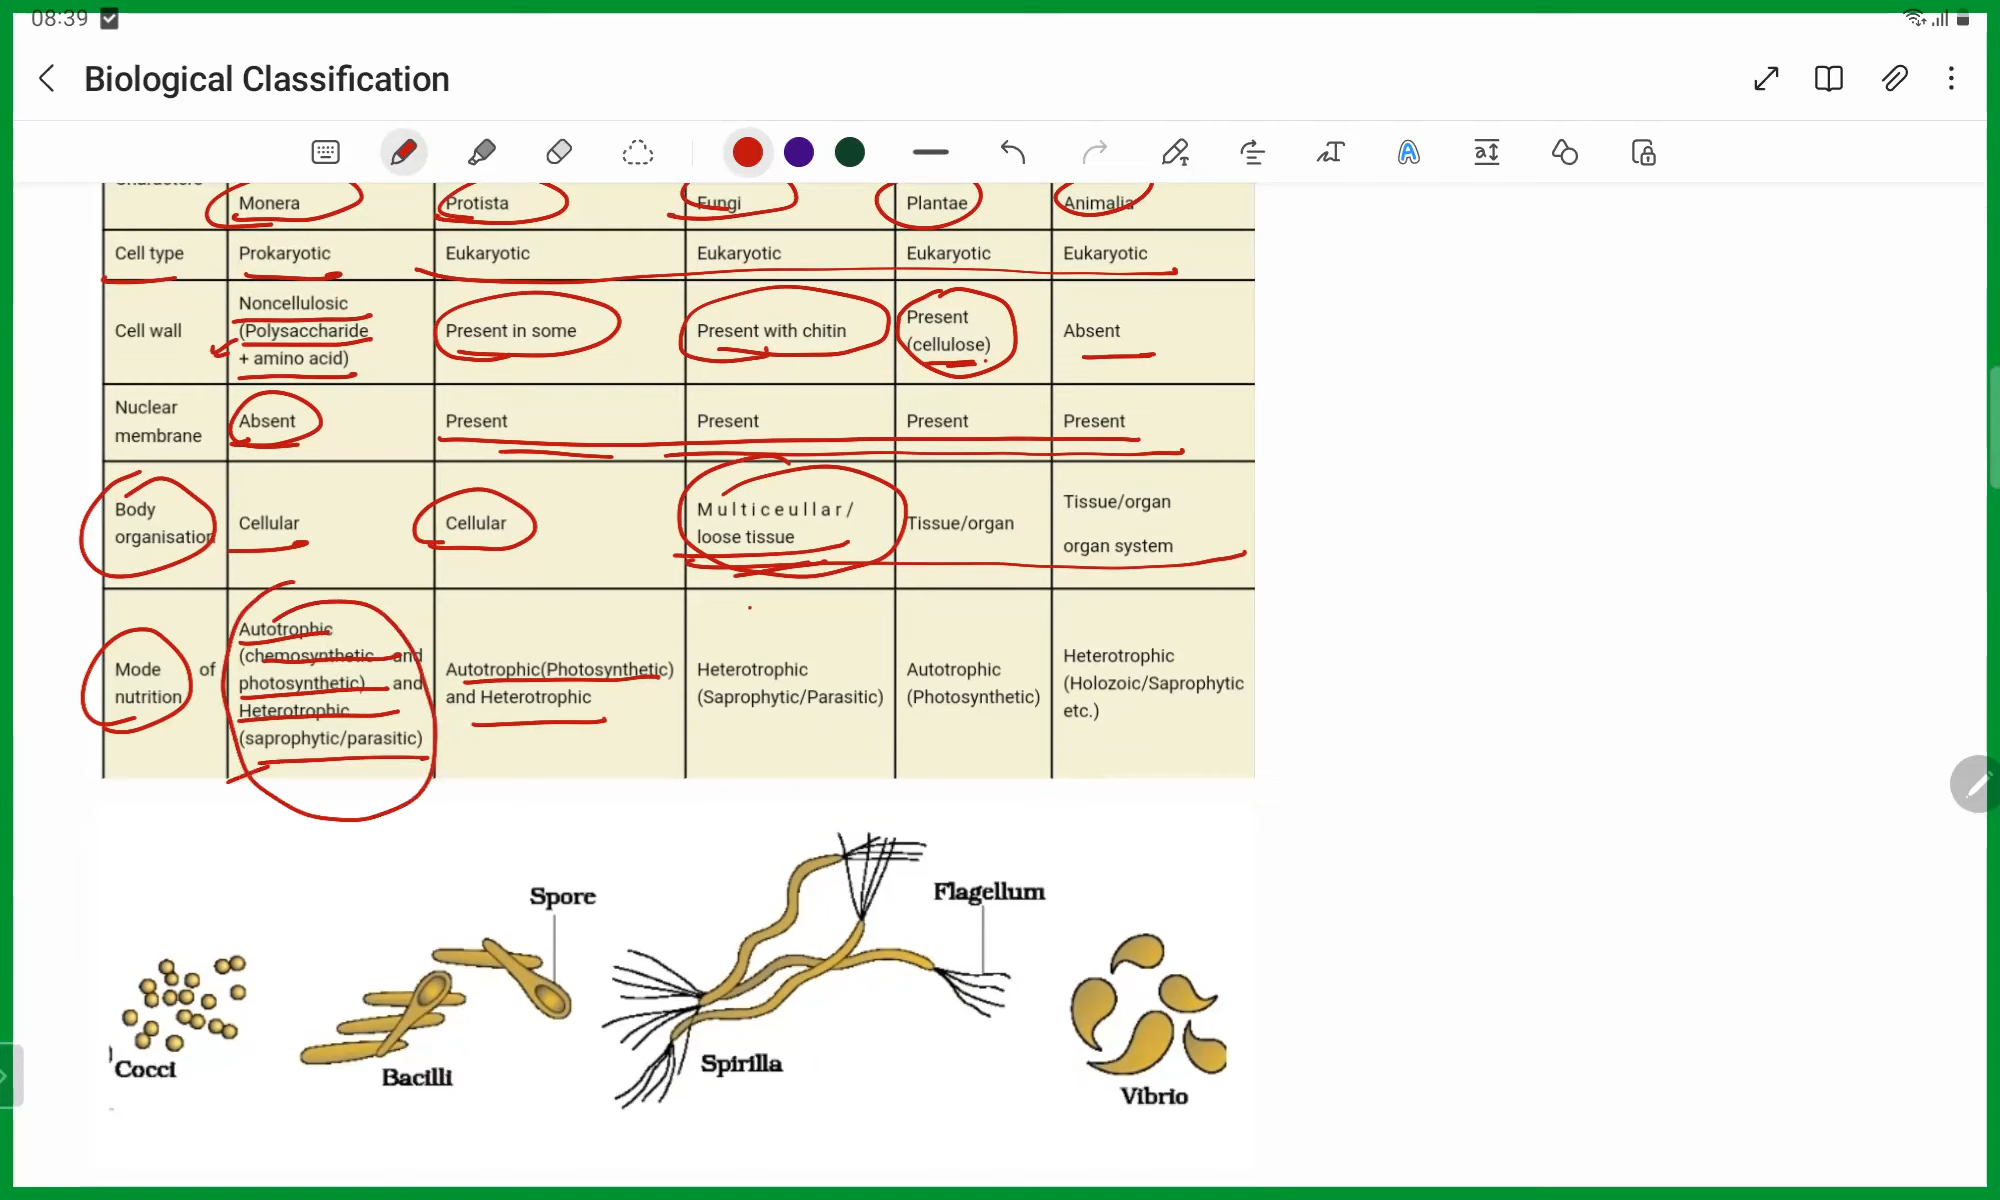 08:39
Biological Classification
Monera Protista Fungi Plantae Animalia
Cell type Prokaryotic Eukaryotic Eukaryotic Eukaryotic Eukaryotic
Cell wall Noncellulosic Present in some Present with chitin Present Absent
(Polysaccharide (cellulose)
+ amino acid)
Nuclear Absent Present Present Present Present
membrane
Body Cellular Cellular Multiceullar/ Tissue/organ Tissue/organ
organisation loose tissue organ system
Mode of Autotrophic Autotrophic(Photosynthetic) Heterotrophic Autotrophic Heterotrophic
nutrition (chemosynthetic and and Heterotrophic (Saprophytic/Parasitic) (Photosynthetic) (Holozoic/Saprophytic
photosynthetic) and etc.)
Heterotrophic
(saprophytic/parasitic)
Spore
Flagellum
Cocci
Bacilli
Spirilla
Vibrio